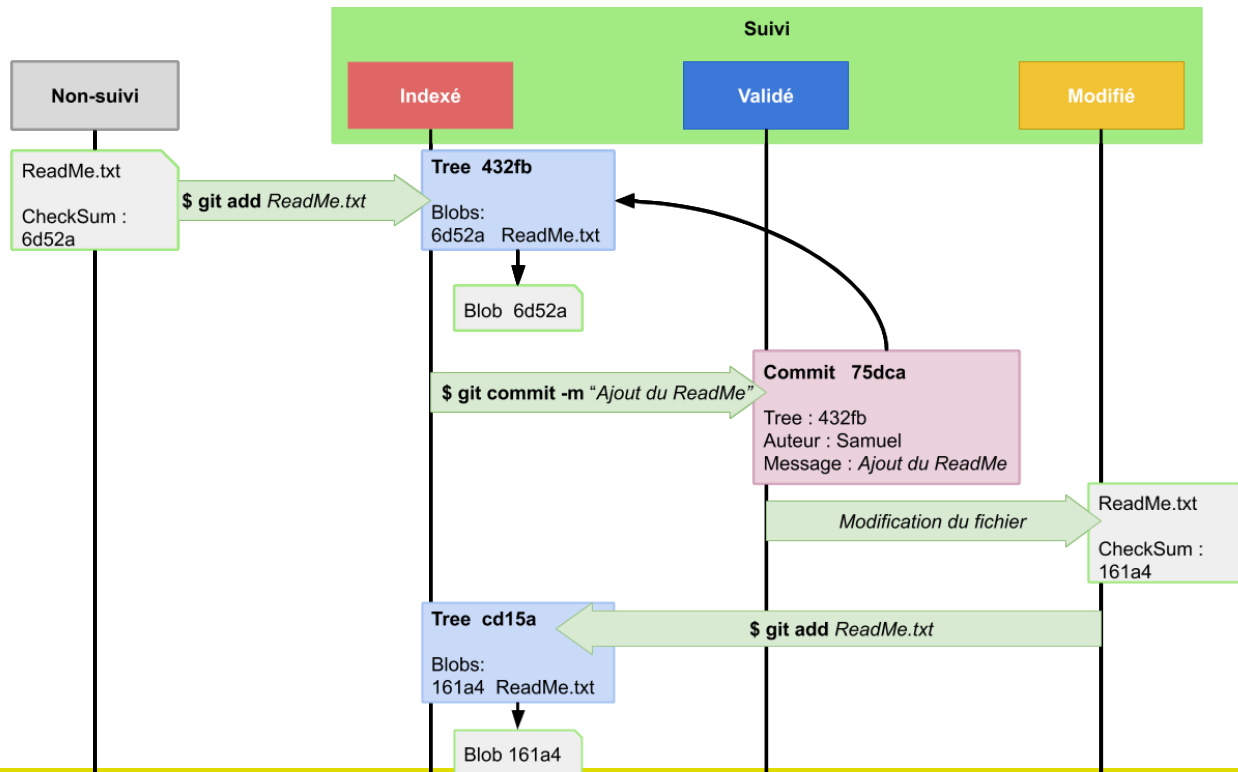 Suivi
Non-suivi
Indexé
Validé
Modifié
ReadMe.txt
CheckSum :
6d52a
$ git add ReadMe.txt
Tree 432fb
Blobs:
6d52a ReadMe.txt
Blob 6d52a
$ git commit -m “Ajout du ReadMe”
Commit 75dca
Tree : 432fb
Auteur : Samuel
Message : Ajout du ReadMe
Modification du fichier
ReadMe.txt
CheckSum :
161a4
$ git add ReadMe.txt
Tree cd15a
Blobs:
161a4 ReadMe.txt
Blob 161a4